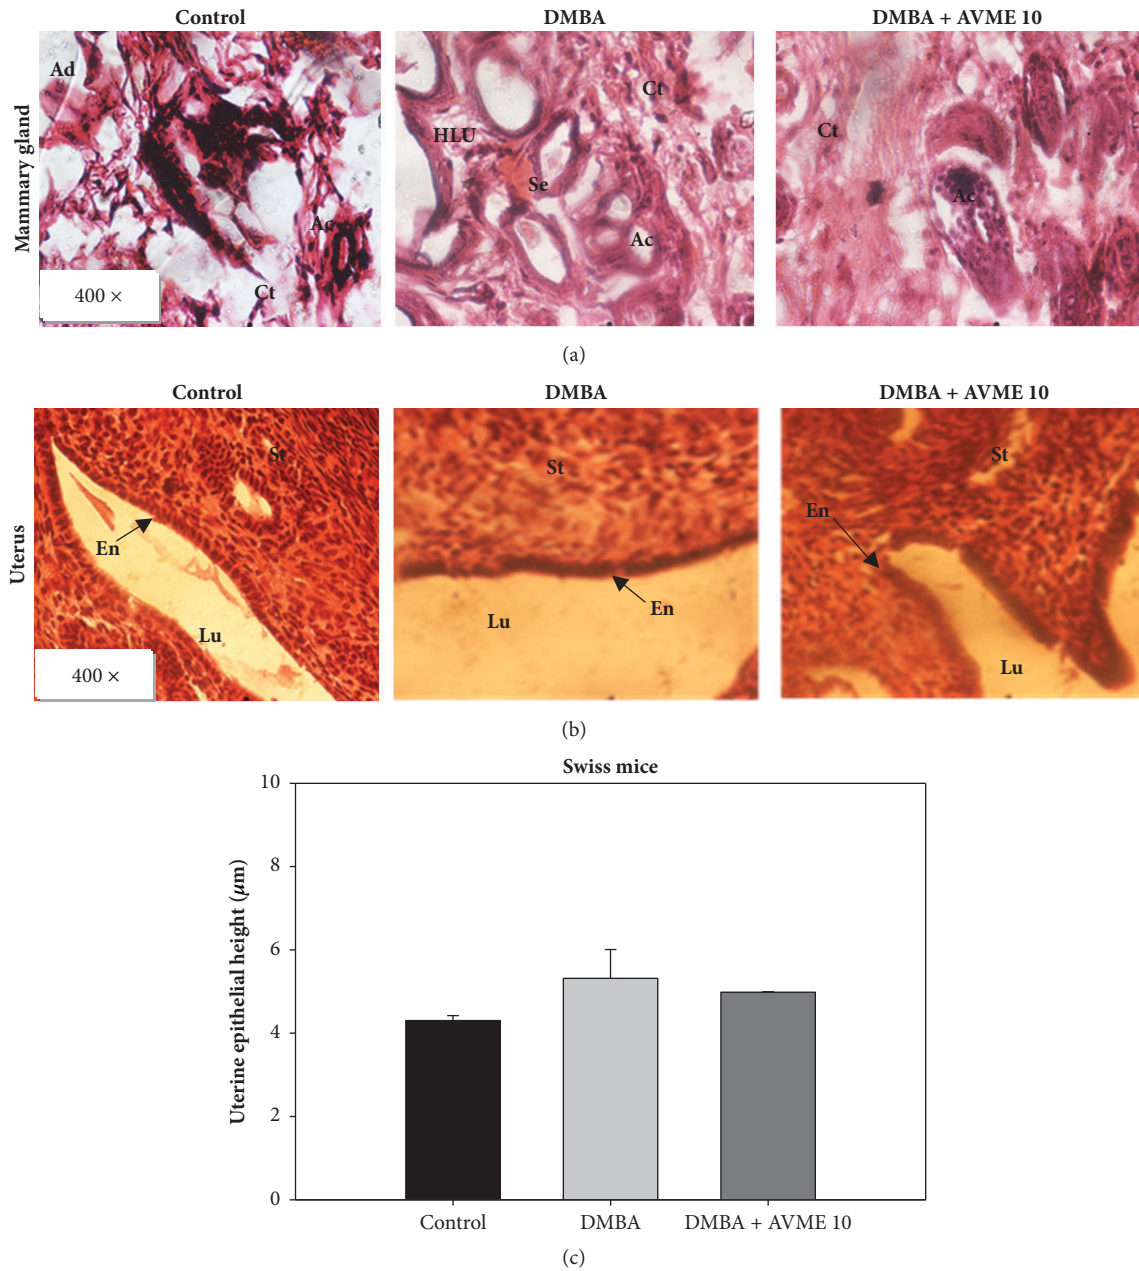 Control
DMBA
DMBA + AVME 10
Mammary gland
Ad
Ac
Ct
400 ×
HLU
Ct
Se
Ac
Ct
Ac
(a)
Control
DMBA
DMBA + AVME 10
Uterus
St
En
Lu
400 ×
St
En
Lu
St
En
Lu
(b)
Swiss mice
Uterine epithelial height (μm)
10
8
6
4
2
0
Control
DMBA
DMBA + AVME 10
(c)